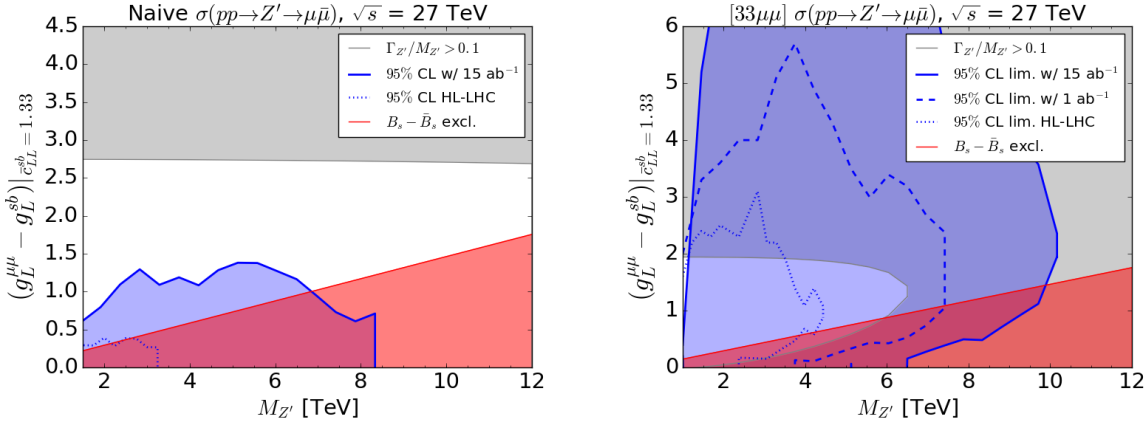 Naive σ(pp→Z′→μμ̄), √s = 27 TeV
(g_L^{μμ} − g_L^{sb})|_{c̄_{LL}^{sb} = 1.33}
4.5
4.0
3.5
3.0
2.5
2.0
1.5
1.0
0.5
0.0
Γ_{Z′}/M_{Z′} > 0.1
95% CL w/ 15 ab⁻¹
95% CL HL-LHC
B_s − B̄_s excl.
2 4 6 8 10 12
M_{Z′} [TeV]
[33μμ] σ(pp→Z′→μμ̄), √s = 27 TeV
(g_L^{μμ} − g_L^{sb})|_{c̄_{LL}^{sb} = 1.33}
6
5
4
3
2
1
0
Γ_{Z′}/M_{Z′} > 0.1
95% CL lim. w/ 15 ab⁻¹
95% CL lim. w/ 1 ab⁻¹
95% CL lim. HL-LHC
B_s − B̄_s excl.
2 4 6 8 10 12
M_{Z′} [TeV]